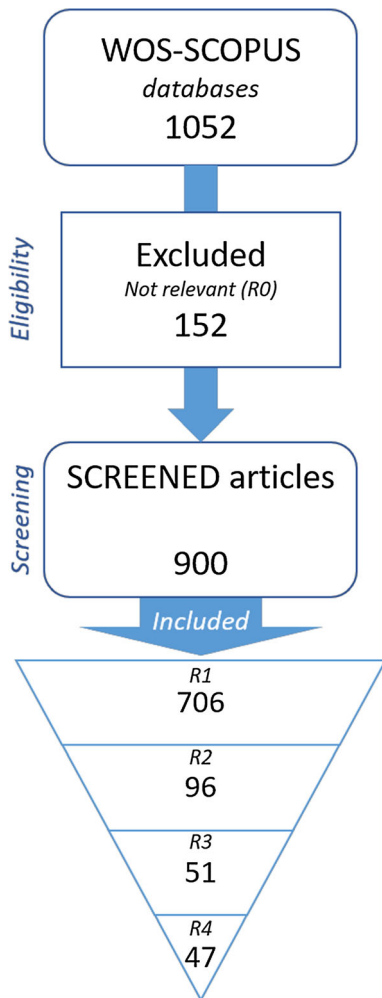 WOS-SCOPUS
databases
1052
Eligibility
Excluded
Not relevant (R0)
152
Screening
SCREENED articles
900
Included
R1
706
R2
96
R3
51
R4
47